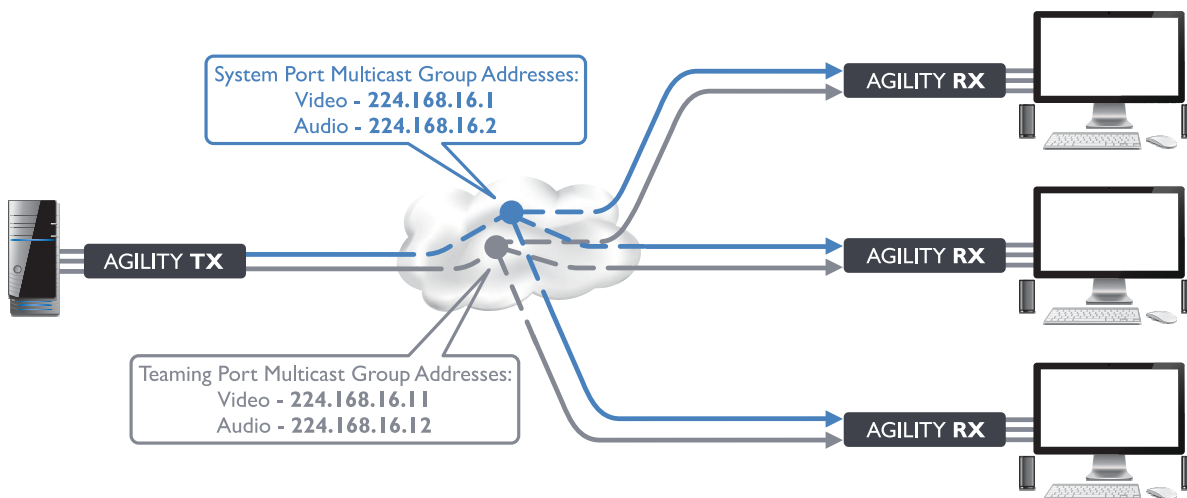 System Port Multicast Group Addresses:
Video - 224.168.16.1
Audio - 224.168.16.2
AGILITY RX
AGILITY TX
AGILITY RX
Teaming Port Multicast Group Addresses:
Video - 224.168.16.11
Audio - 224.168.16.12
AGILITY RX